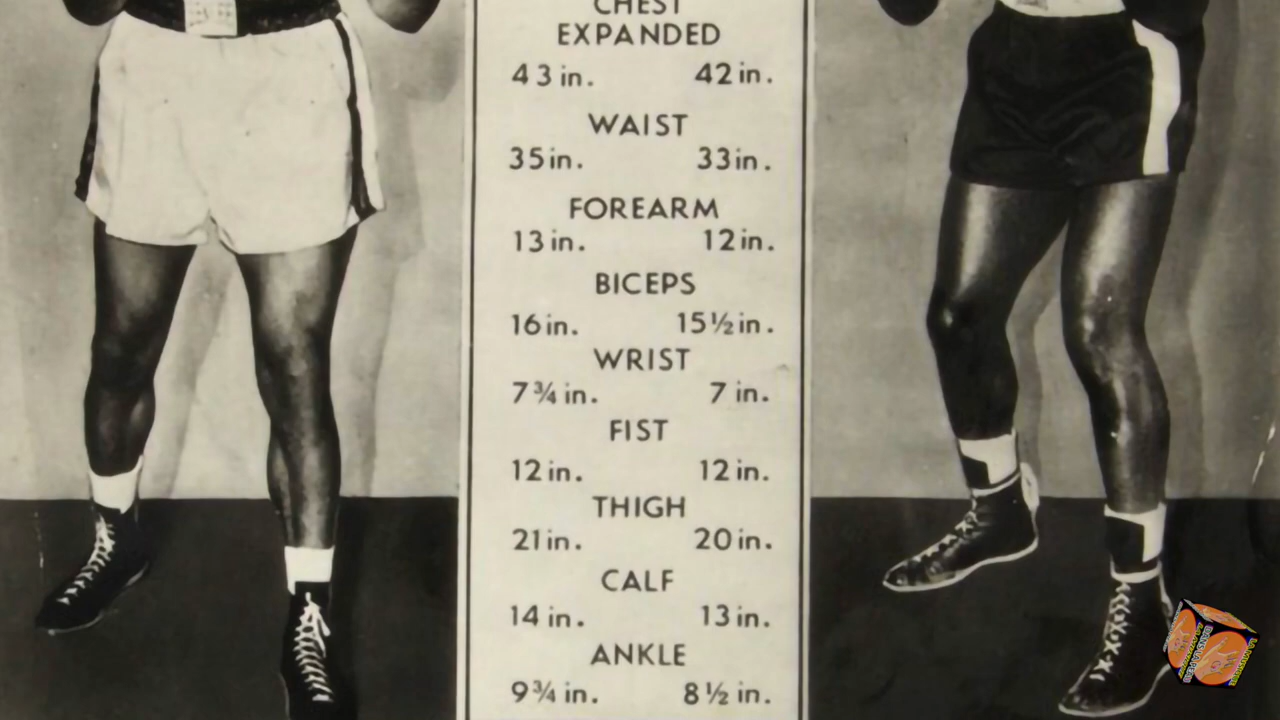 CHEST
EXPANDED
43 in. 42 in.
WAIST
35 in. 33 in.
FOREARM
13 in. 12 in.
BICEPS
16 in. 15½ in.
WRIST
7¾ in. 7 in.
FIST
12 in. 12 in.
THIGH
21 in. 20 in.
CALF
14 in. 13 in.
ANKLE
9¾ in. 8½ in.